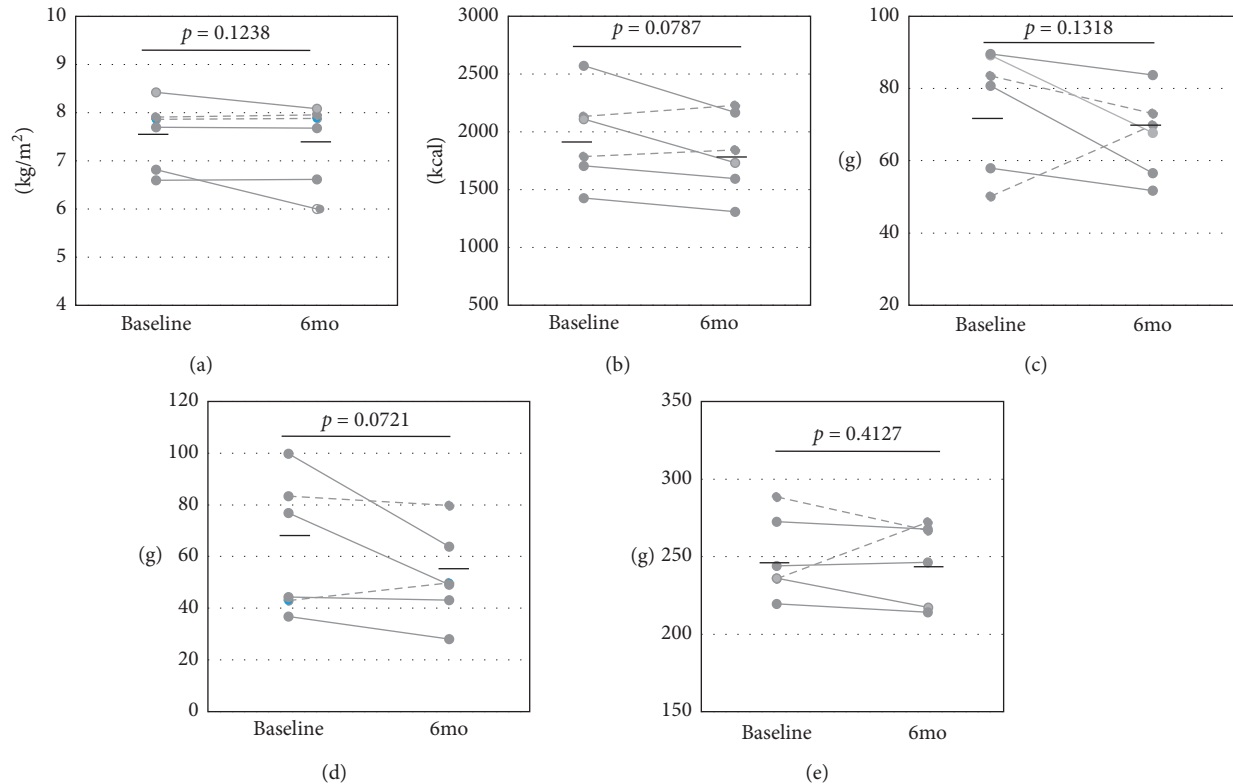 10
9
8
7
6
5
4
(kg/m²)
p = 0.1238
Baseline
6mo
(a)
3000
2500
2000
1500
1000
500
(kcal)
p = 0.0787
Baseline
6mo
(b)
100
80
60
40
20
(g)
p = 0.1318
Baseline
6mo
(c)
120
100
80
60
40
20
0
(g)
p = 0.0721
Baseline
6mo
(d)
350
300
250
200
150
(g)
p = 0.4127
Baseline
6mo
(e)